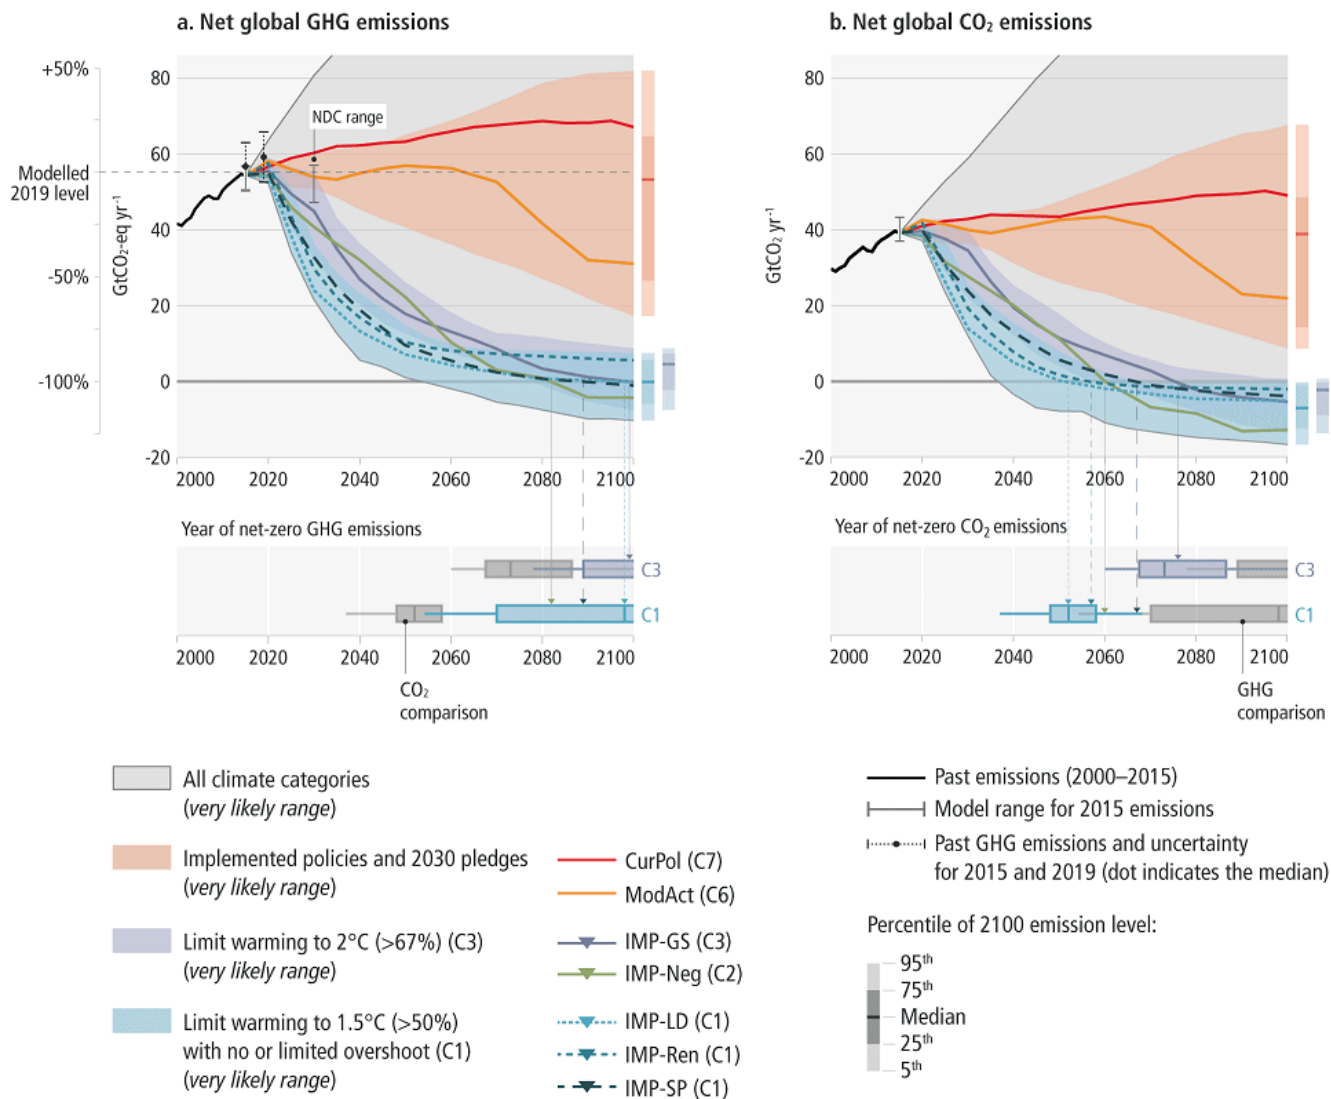 a. Net global GHG emissions
+50%
Modelled
2019 level
-50%
-100%
GtCO₂-eq yr⁻¹
80
60
40
20
0
-20
NDC range
2000 2020 2040 2060 2080 2100
Year of net-zero GHG emissions
C3
C1
2000 2020 2040 2060 2080 2100
CO₂
comparison
b. Net global CO₂ emissions
GtCO₂ yr⁻¹
80
60
40
20
0
-20
2000 2020 2040 2060 2080 2100
Year of net-zero CO₂ emissions
C3
C1
2000 2020 2040 2060 2080 2100
GHG
comparison
All climate categories
(very likely range)
Implemented policies and 2030 pledges
(very likely range)
Limit warming to 2°C (>67%) (C3)
(very likely range)
Limit warming to 1.5°C (>50%)
with no or limited overshoot (C1)
(very likely range)
CurPol (C7)
ModAct (C6)
IMP-GS (C3)
IMP-Neg (C2)
IMP-LD (C1)
IMP-Ren (C1)
IMP-SP (C1)
Past emissions (2000–2015)
Model range for 2015 emissions
Past GHG emissions and uncertainty
for 2015 and 2019 (dot indicates the median)
Percentile of 2100 emission level:
95th
75th
Median
25th
5th